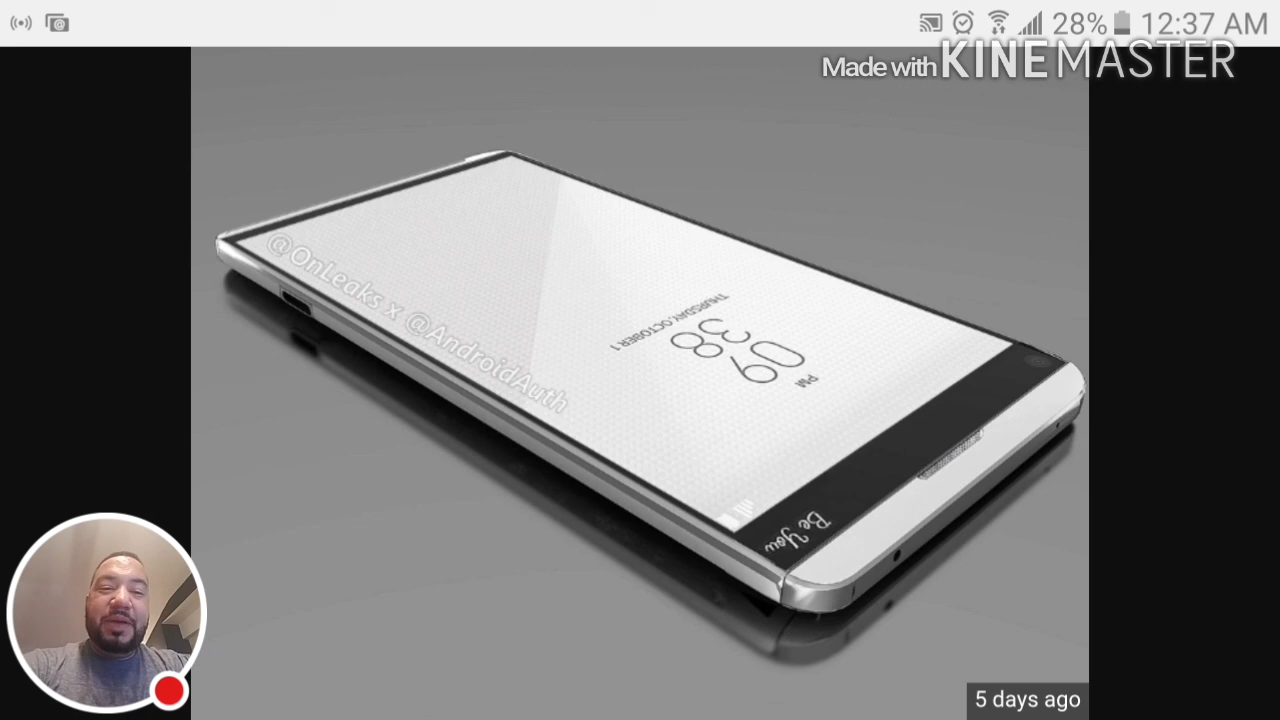 28% 12:37 AM
Made with KINEMASTER
@OnLeaks x @AndroidAuth
THURSDAY, OCTOBER 1
09
38
PM
Be You
5 days ago